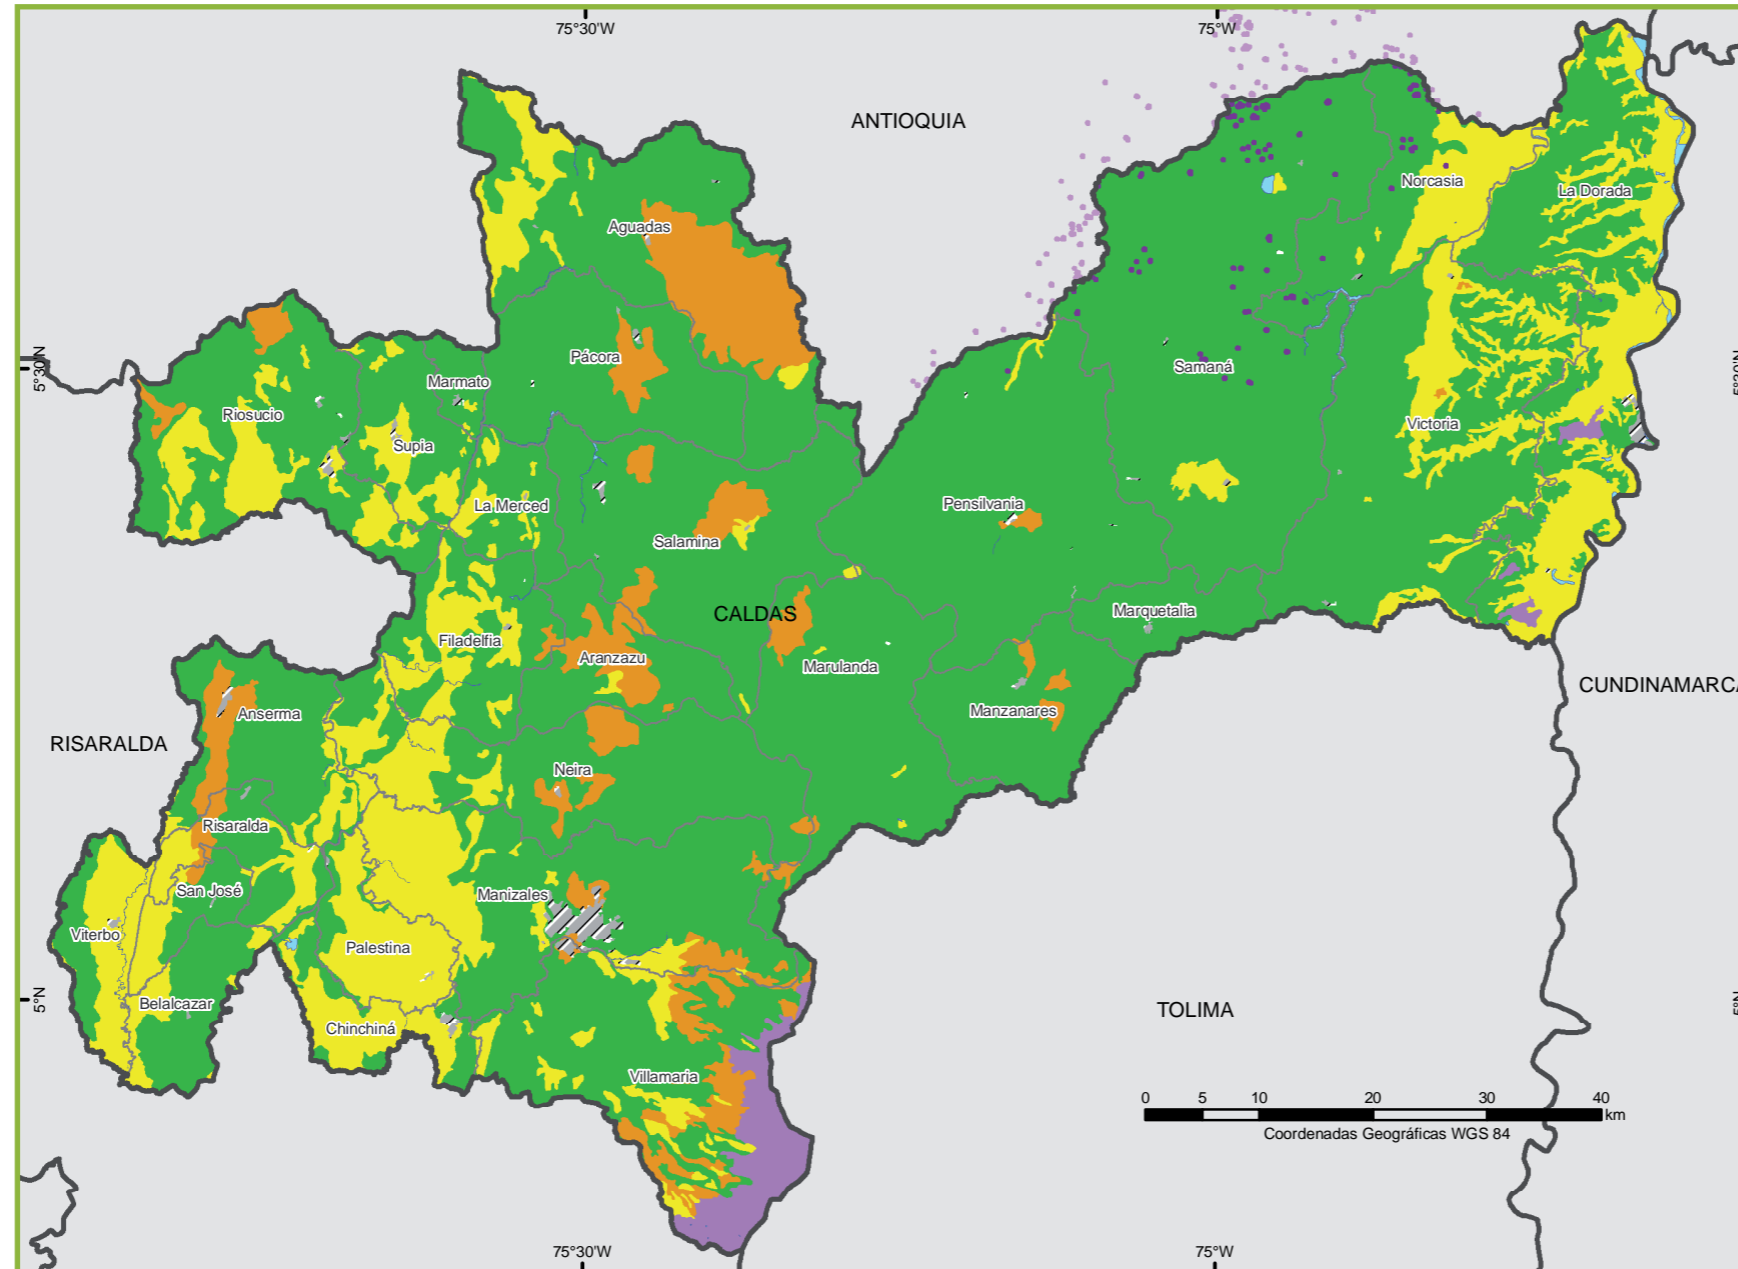 75°30'W
75°W
ANTIOQUIA
Norcasia
La Dorada
Aguadas
5°30'N
Pácora
Samaná
Marmato
Riosucio
Victoria
Supia
La Merced
Pensilvania
Salamina
CALDAS
Marquetalia
Filadelfia
Aranzazu
Marulanda
CUNDINAMARCA
Anserma
Manzanares
RISARALDA
Neira
Risaralda
San José
Manizales
Viterbo
Palestina
5°N
Belalcazar
TOLIMA
Chinchiná
Villamaria
0 5 10 20 30 40
km
Coordenadas Geográficas WGS 84
75°30'W
75°W